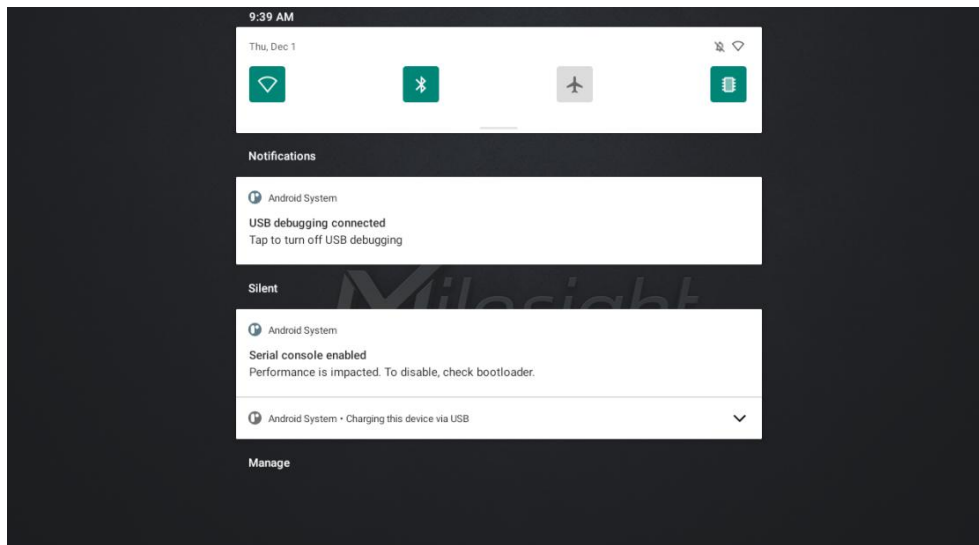 9:39 AM
Thu, Dec 1
Notifications
Android System
USB debugging connected
Tap to turn off USB debugging
Silent
Milesight
Android System
Serial console enabled
Performance is impacted. To disable, check bootloader.
Android System • Charging this device via USB
Manage